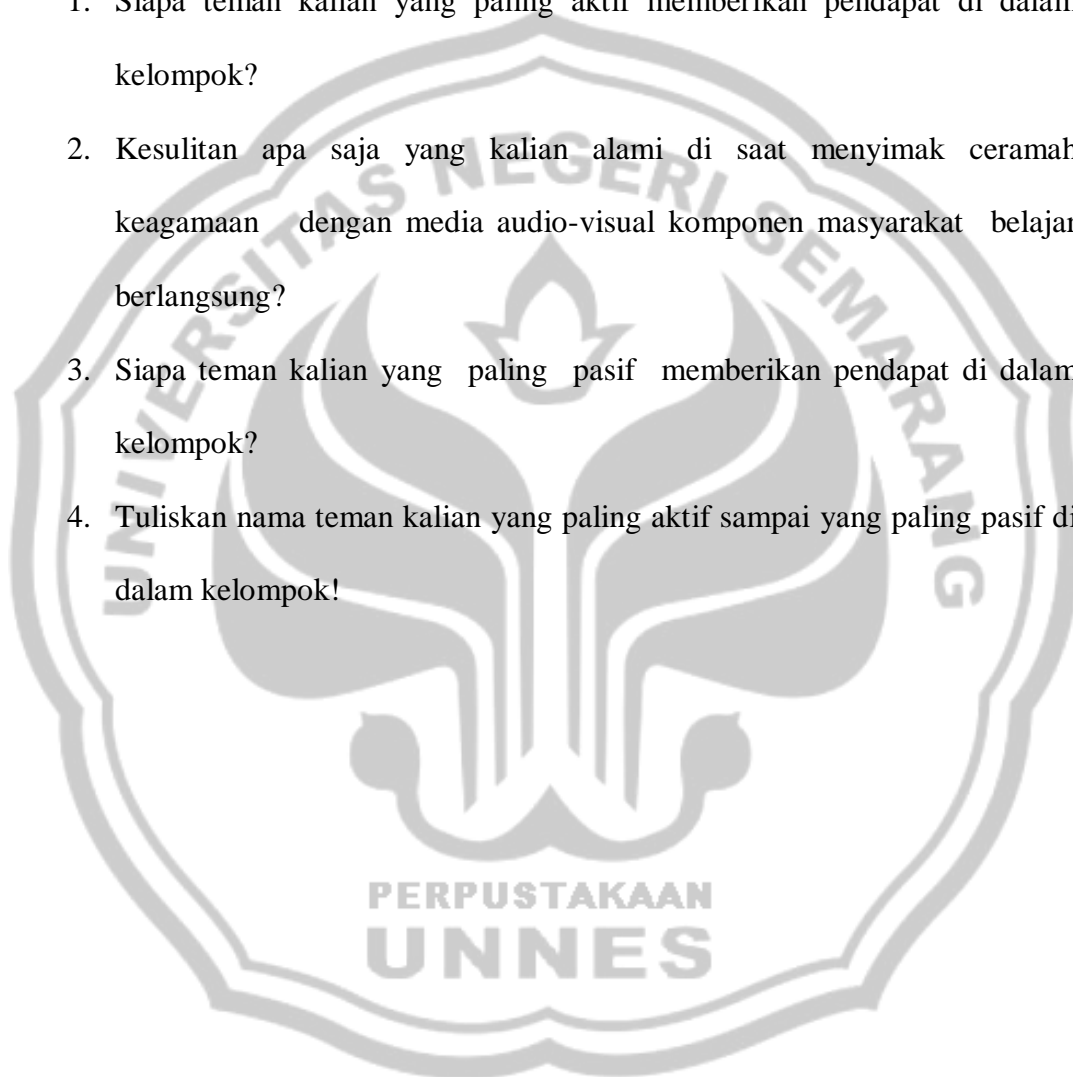 1. Siapa teman kalian yang paling aktif memberikan pendapat di dalam
kelompok?
2. Kesulitan apa saja yang kalian alami di saat menyimak ceramah
keagamaan dengan media audio-visual komponen masyarakat belajar
berlangsung?
3. Siapa teman kalian yang paling pasif memberikan pendapat di dalam
kelompok?
4. Tuliskan nama teman kalian yang paling aktif sampai yang paling pasif di
dalam kelompok!
UNIVERSITAS NEGERI SEMARANG
PERPUSTAKAAN
UNNES